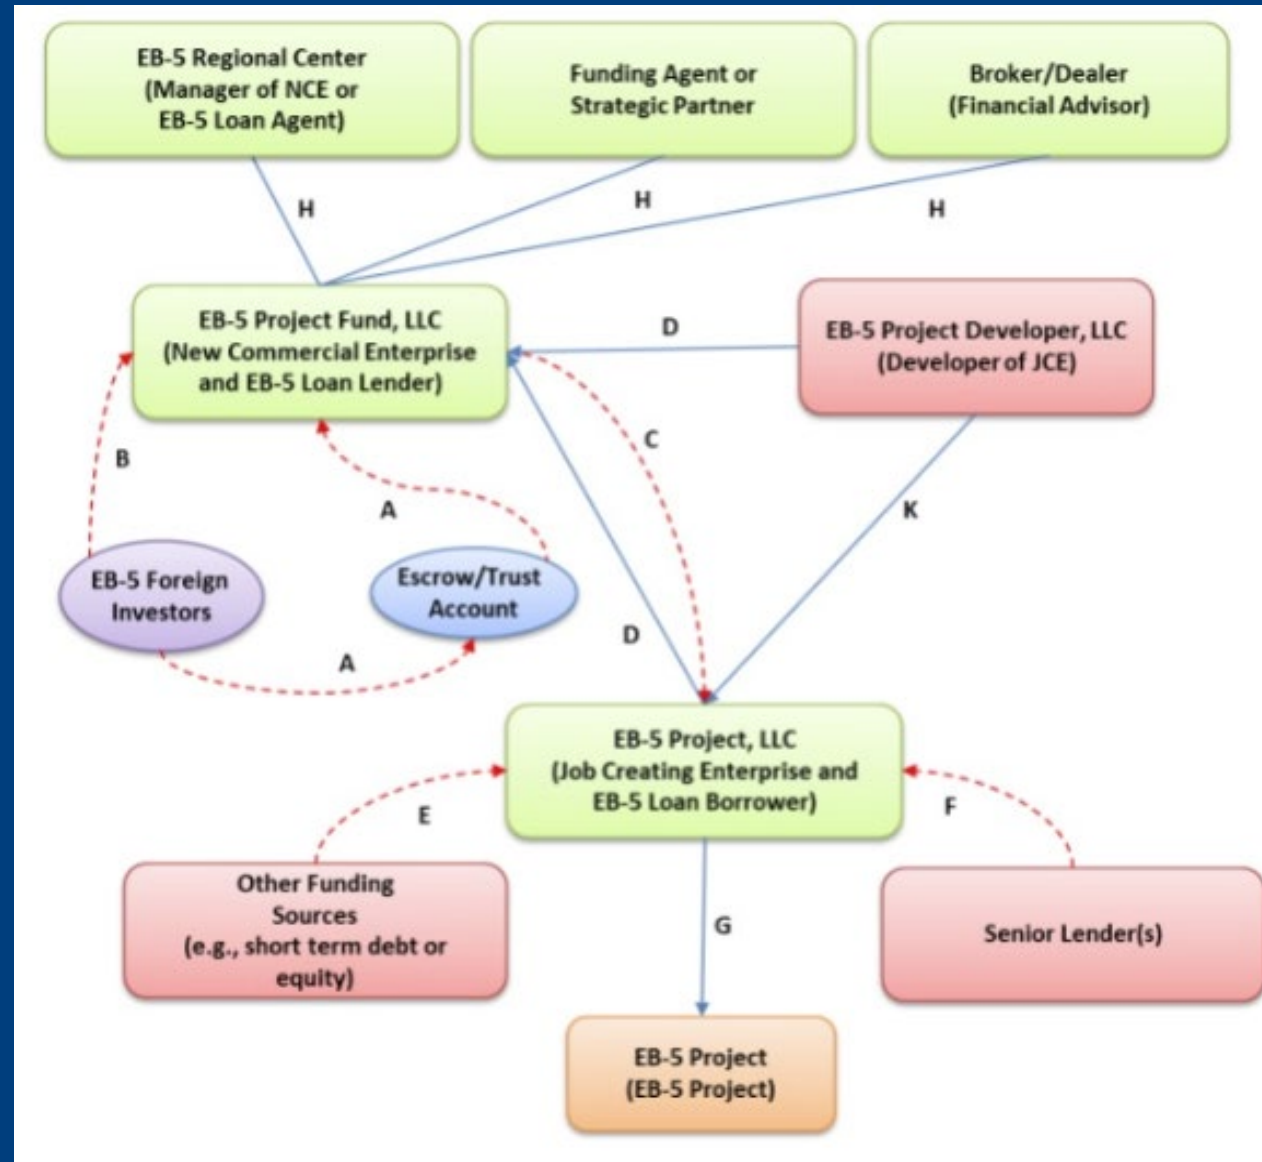 EB-5 Regional Center
(Manager of NCE or
EB-5 Loan Agent)
Funding Agent or
Strategic Partner
Broker/Dealer
(Financial Advisor)
H
H
H
EB-5 Project Fund, LLC
(New Commercial Enterprise
and EB-5 Loan Lender)
D
EB-5 Project Developer, LLC
(Developer of JCE)
C
B
A
K
EB-5 Foreign
Investors
Escrow/Trust
Account
D
A
EB-5 Project, LLC
(Job Creating Enterprise and
EB-5 Loan Borrower)
E
F
Other Funding
Sources
(e.g., short term debt or
equity)
G
Senior Lender(s)
EB-5 Project
(EB-5 Project)